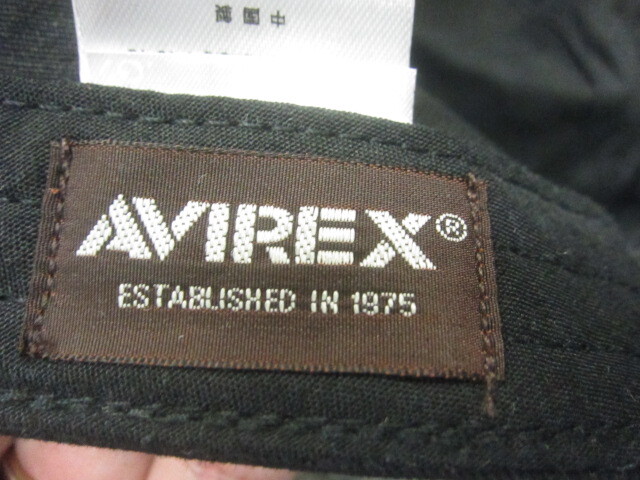 中国製
AVIREX®
ESTABLISHED IN 1975